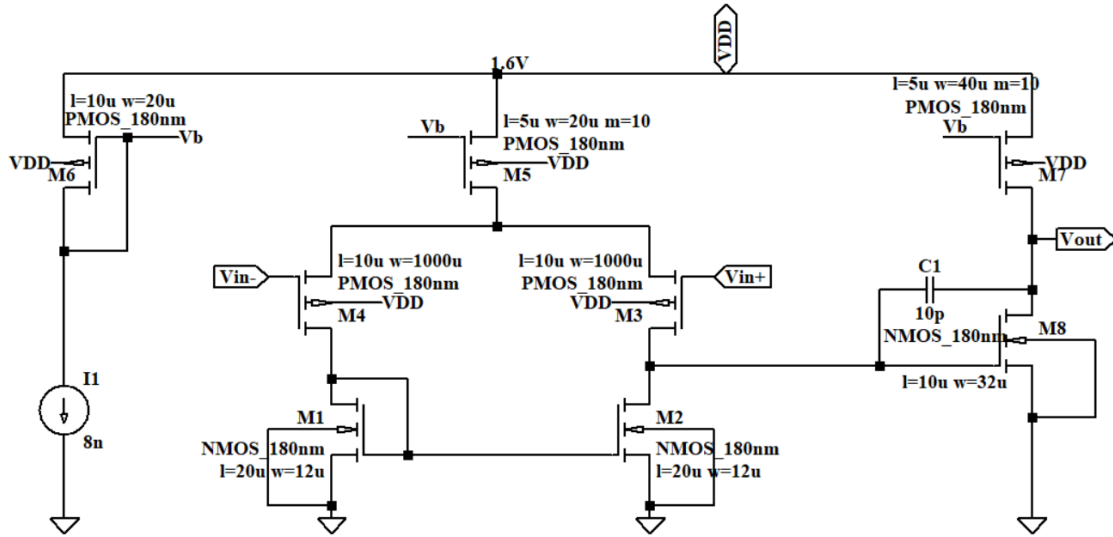 VDD
1.6V
l=10u w=20u
PMOS_180nm
Vb
VDD
M6
Vb
l=5u w=20u m=10
PMOS_180nm
VDD
M5
l=5u w=40u m=10
PMOS_180nm
Vb
VDD
M7
Vin-
l=10u w=1000u
PMOS_180nm
VDD
M4
l=10u w=1000u
PMOS_180nm
VDD
M3
Vin+
Vout
C1
10p
NMOS_180nm
M8
l=10u w=32u
I1
8n
M1
NMOS_180nm
l=20u w=12u
M2
NMOS_180nm
l=20u w=12u